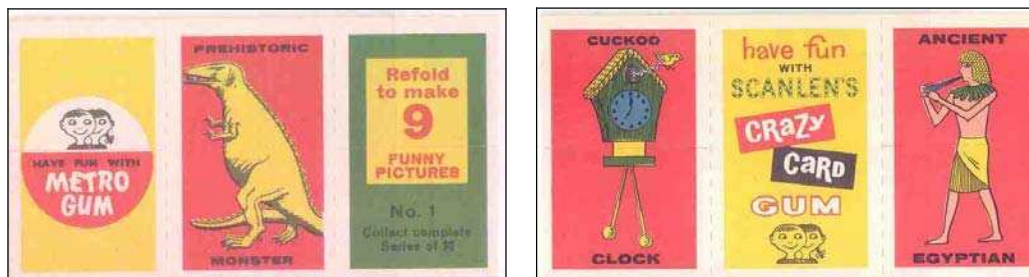 HAVE FUN WITH
METRO
GUM
PREHISTORIC
MONSTER
Refold
to make
9
FUNNY
PICTURES
No. 1
Collect complete
Series of
CUCKOO
CLOCK
have fun
WITH
SCANLEN'S
CRaZy
CaRD
GUM
ANCIENT
EGYPTIAN